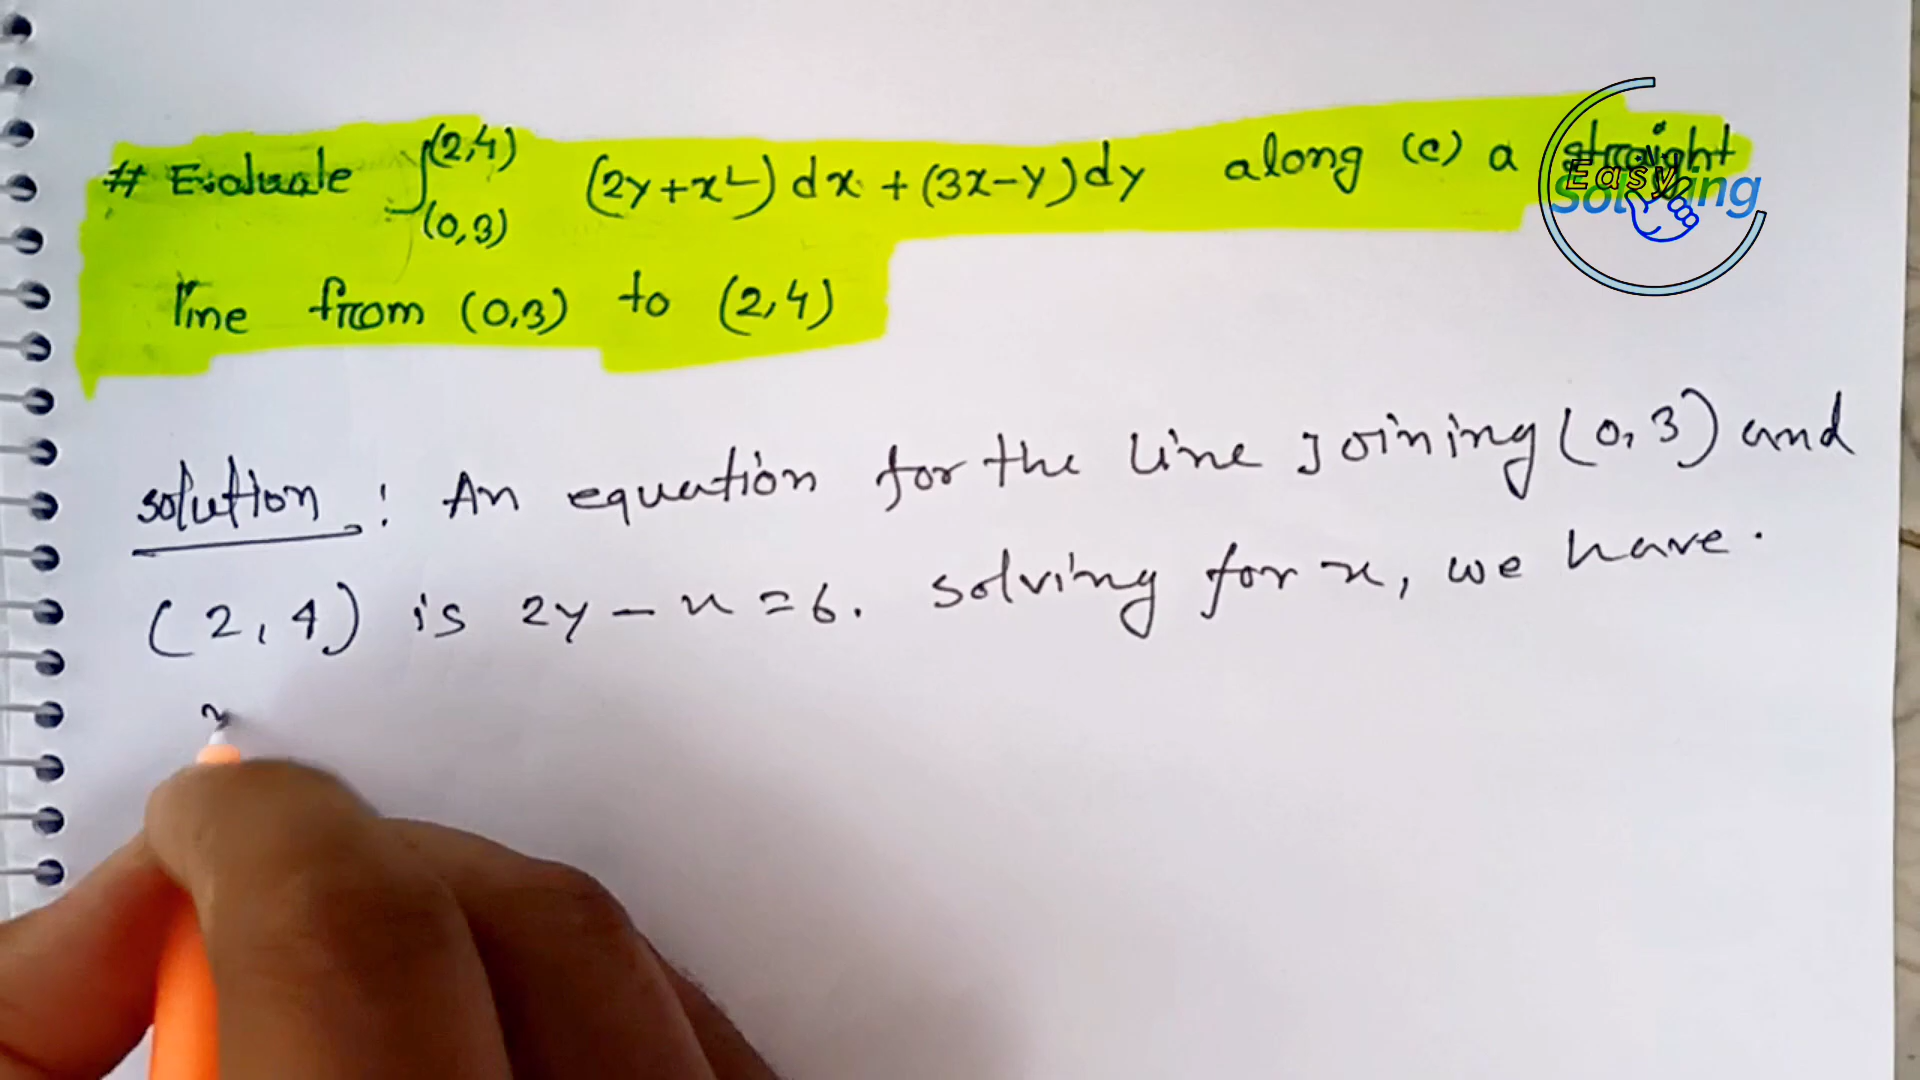 # Evaluate ∫(0,3)^(2,4) (2y+x²)dx+(3x-y)dy along (c) a straight
line from (0,3) to (2,4)
Easy
Solving
solution : An equation for the line Joining (0,3) and
(2,4) is 2y-x=6. solving for x, we have.
x